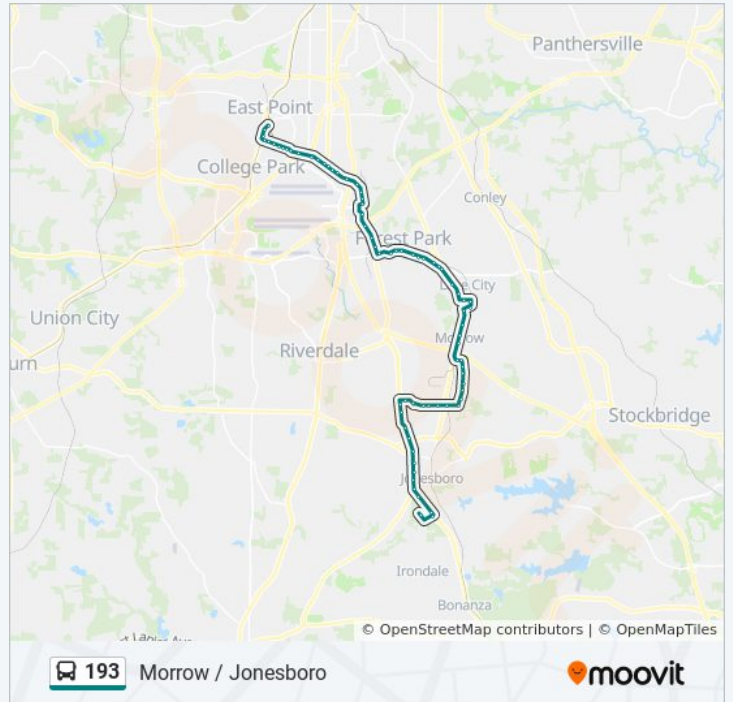 Panthersville
East Point
College Park
Conley
Forest Park
Lake City
Union City
Morrow
Riverdale
urn
Stockbridge
Jonesboro
Irondale
Bonanza
© OpenStreetMap contributors | © OpenMapTiles
193 Morrow / Jonesboro
moovit